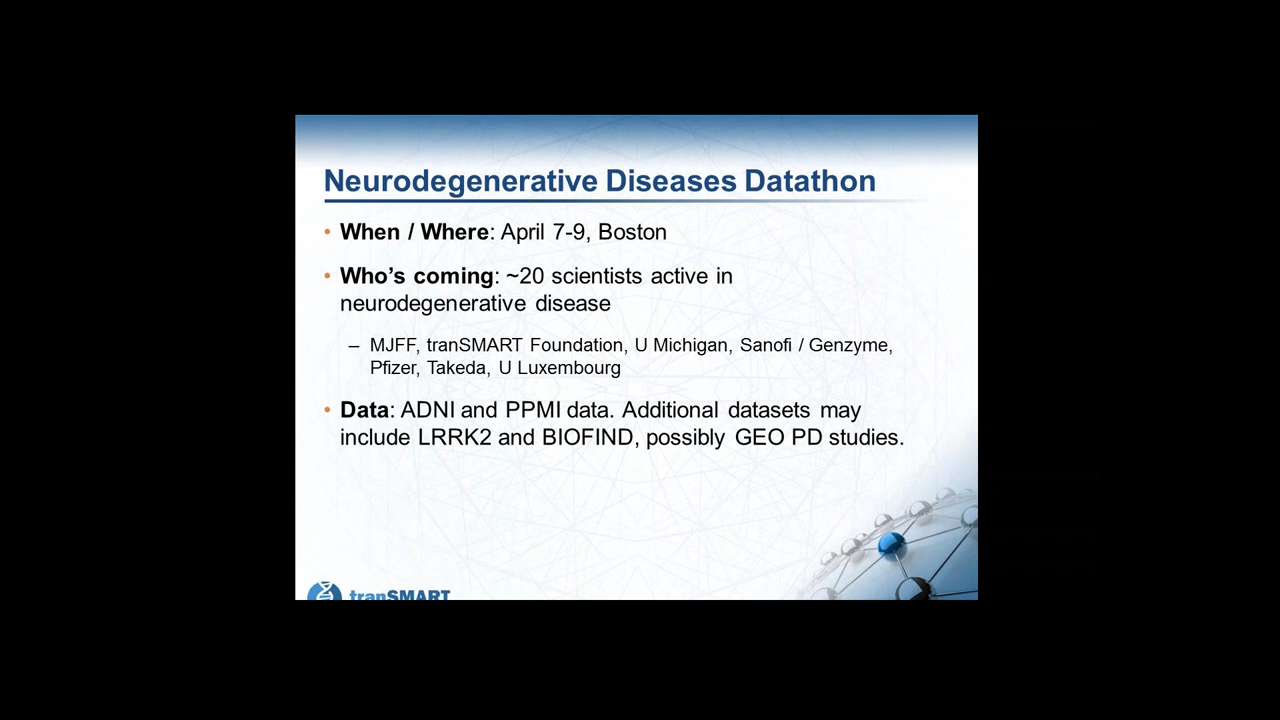 Neurodegenerative Diseases Datathon
• When / Where: April 7-9, Boston
• Who’s coming: ~20 scientists active in
neurodegenerative disease
– MJFF, tranSMART Foundation, U Michigan, Sanofi / Genzyme,
Pfizer, Takeda, U Luxembourg
• Data: ADNI and PPMI data. Additional datasets may
include LRRK2 and BIOFIND, possibly GEO PD studies.
tranSMART